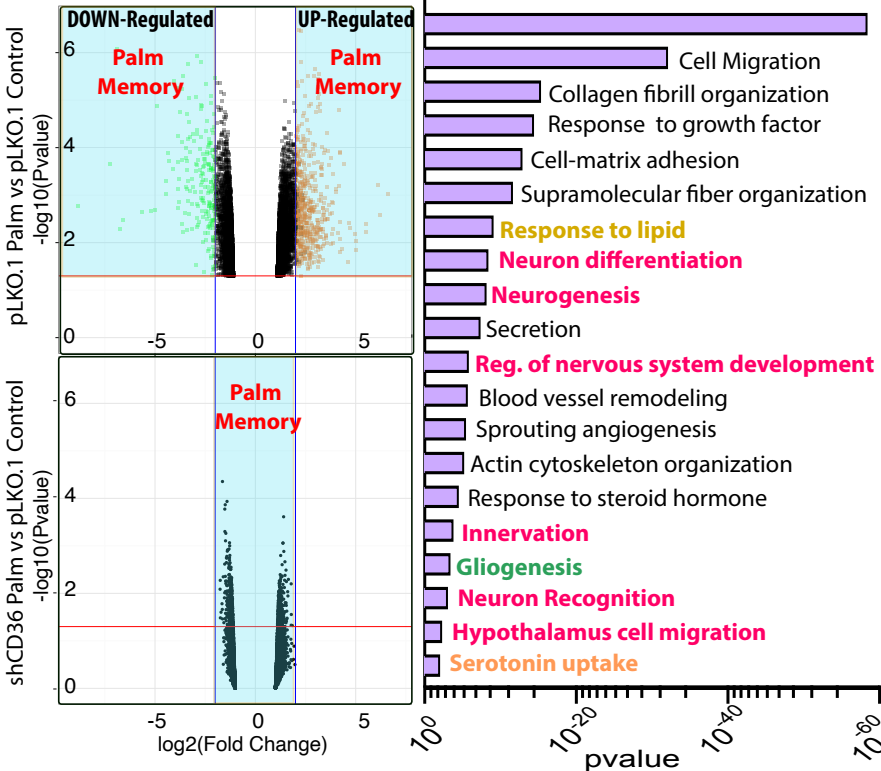 DOWN-Regulated
UP-Regulated
Palm
Memory
Palm
Memory
pLKO.1 Palm vs pLKO.1 Control
-log10(Pvalue)
6
4
2
0
-5
0
5
Palm
Memory
shCD36 Palm vs pLKO.1 Control
-log10(Pvalue)
6
4
2
0
-5
0
5
log2(Fold Change)
Cell Migration
Collagen fibrill organization
Response to growth factor
Cell-matrix adhesion
Supramolecular fiber organization
Response to lipid
Neuron differentiation
Neurogenesis
Secretion
Reg. of nervous system development
Blood vessel remodeling
Sprouting angiogenesis
Actin cytoskeleton organization
Response to steroid hormone
Innervation
Gliogenesis
Neuron Recognition
Hypothalamus cell migration
Serotonin uptake
10^0
10^-20
10^-40
10^-60
pvalue